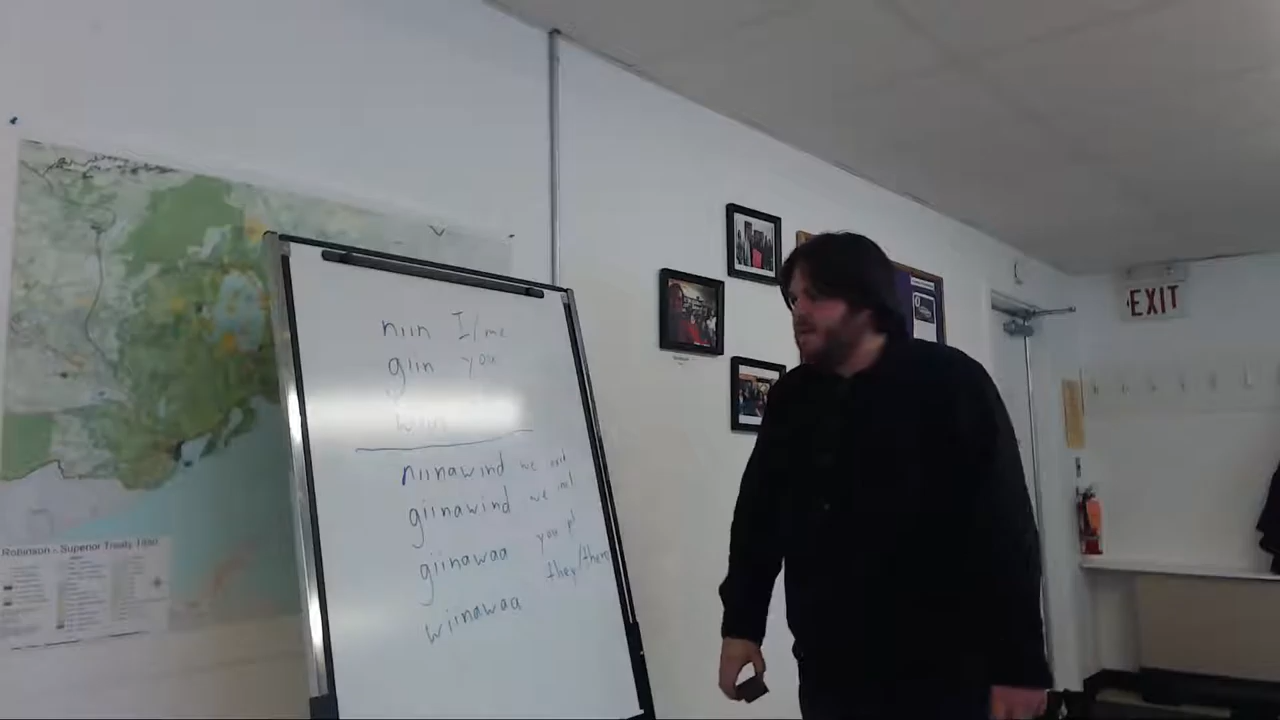 niin I/me
giin you
wiin
niinawind we
giinawind we incl
giinawaa you pl
wiinawaa they/them
Robinson - Superior Treaty 1850
EXIT